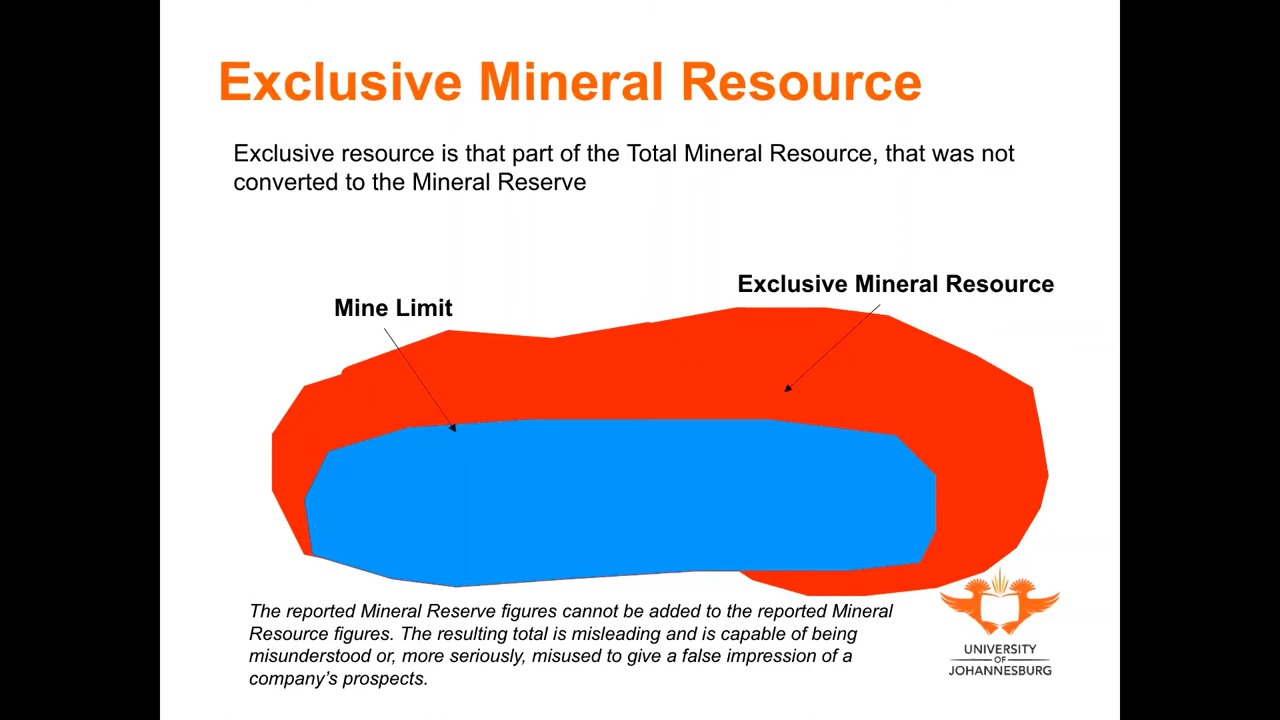 Exclusive Mineral Resource
Exclusive resource is that part of the Total Mineral Resource, that was not
converted to the Mineral Reserve
Exclusive Mineral Resource
Mine Limit
The reported Mineral Reserve figures cannot be added to the reported Mineral
Resource figures. The resulting total is misleading and is capable of being
misunderstood or, more seriously, misused to give a false impression of a
company’s prospects.
UNIVERSITY
OF
JOHANNESBURG